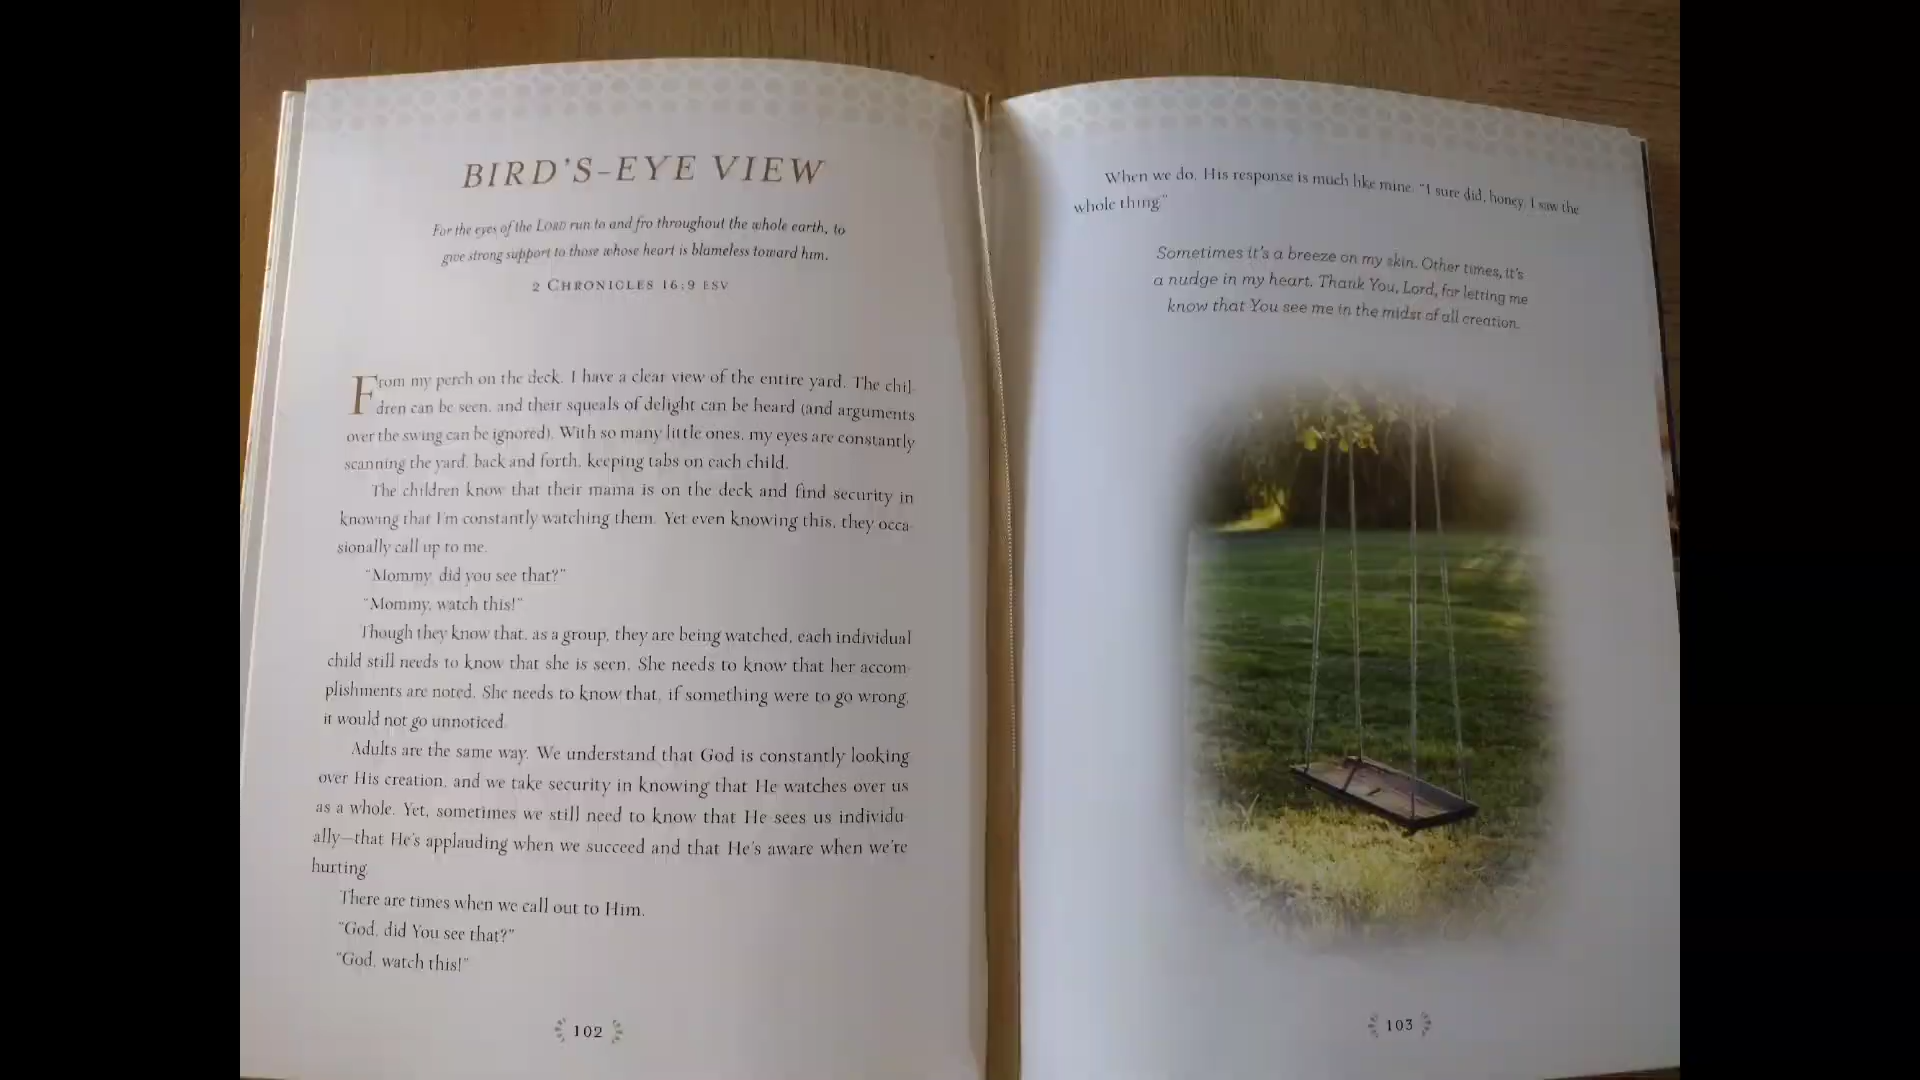 BIRD'S-EYE VIEW
For the eyes of the LORD run to and fro throughout the whole earth, to
give strong support to those whose heart is blameless toward him.
2 CHRONICLES 16:9 ESV
From my perch on the deck, I have a clear view of the entire yard. The chil-
dren can be seen, and their squeals of delight can be heard (and arguments
over the swing can be ignored). With so many little ones, my eyes are constantly
scanning the yard, back and forth, keeping tabs on each child.
The children know that their mama is on the deck and find security in
knowing that I'm constantly watching them. Yet even knowing this, they occa-
sionally call up to me.
"Mommy, did you see that?"
"Mommy, watch this!"
Though they know that, as a group, they are being watched, each individual
child still needs to know that she is seen. She needs to know that her accom-
plishments are noted. She needs to know that, if something were to go wrong,
it would not go unnoticed.
Adults are the same way. We understand that God is constantly looking
over His creation, and we take security in knowing that He watches over us
as a whole. Yet, sometimes we still need to know that He sees us individu-
ally—that He's applauding when we succeed and that He's aware when we're
hurting.
There are times when we call out to Him.
"God, did You see that?"
"God, watch this!"
102
When we do, His response is much like mine. "I sure did, honey. I saw the
whole thing."
Sometimes it's a breeze on my skin. Other times, it's
a nudge in my heart. Thank You, Lord, for letting me
know that You see me in the midst of all creation.
103